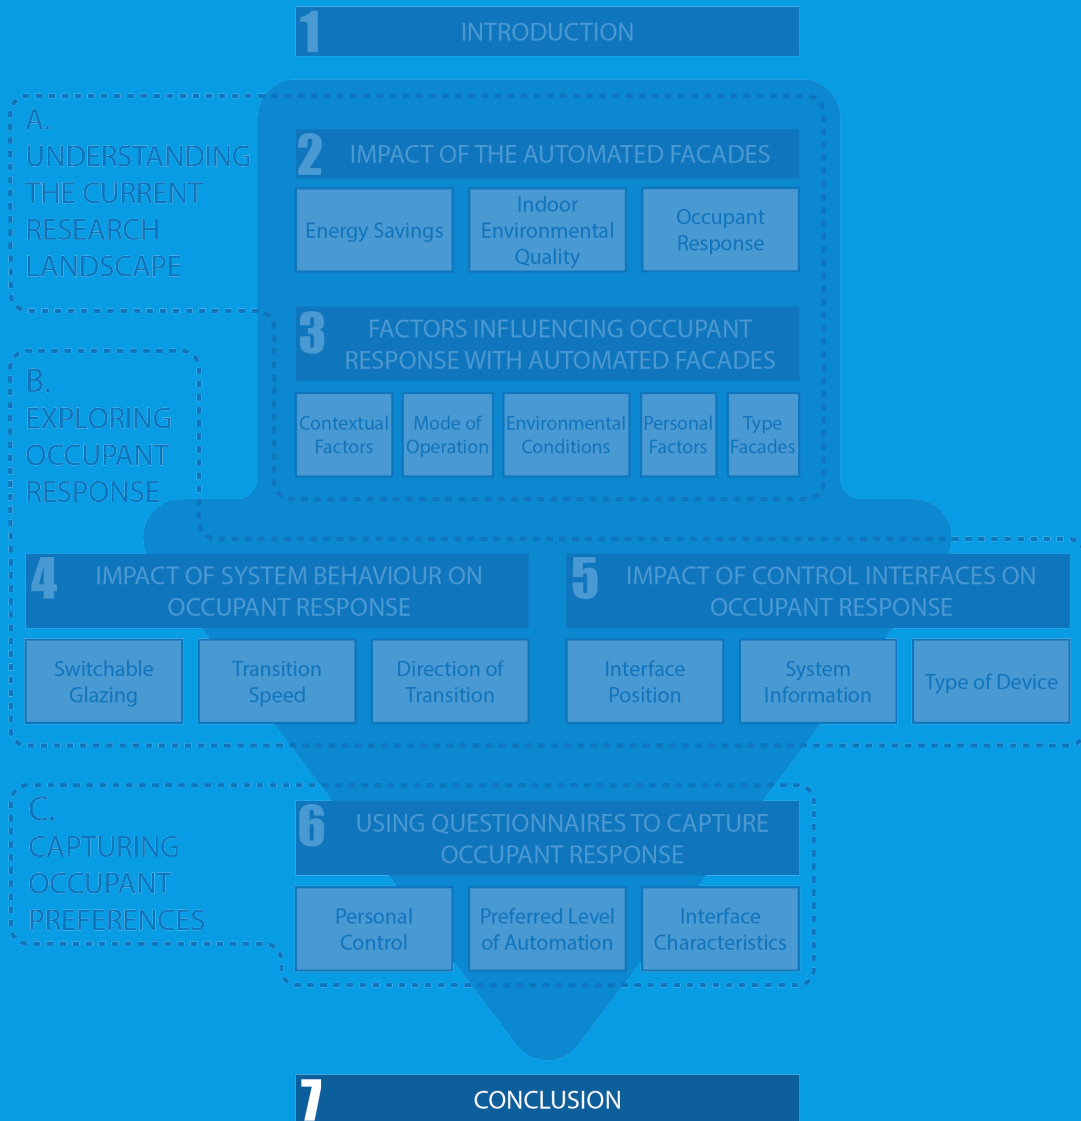 1 INTRODUCTION
A.
UNDERSTANDING
THE CURRENT
RESEARCH
LANDSCAPE
2 IMPACT OF THE AUTOMATED FACADES
Energy Savings
Indoor
Environmental
Quality
Occupant
Response
3 FACTORS INFLUENCING OCCUPANT
RESPONSE WITH AUTOMATED FACADES
Contextual
Factors
Mode of
Operation
Environmental
Conditions
Personal
Factors
Type
Facades
B.
EXPLORING
OCCUPANT
RESPONSE
4 IMPACT OF SYSTEM BEHAVIOUR ON
OCCUPANT RESPONSE
Switchable
Glazing
Transition
Speed
Direction of
Transition
5 IMPACT OF CONTROL INTERFACES ON
OCCUPANT RESPONSE
Interface
Position
System
Information
Type of Device
C.
CAPTURING
OCCUPANT
PREFERENCES
6 USING QUESTIONNAIRES TO CAPTURE
OCCUPANT RESPONSE
Personal
Control
Preferred Level
of Automation
Interface
Characteristics
7 CONCLUSION